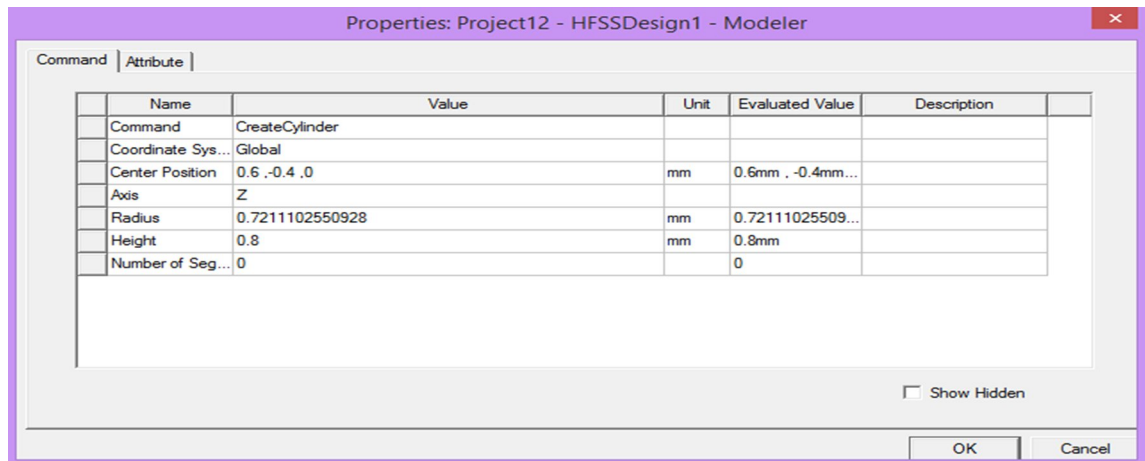 Properties: Project12 - HFSSDesign1 - Modeler
Command Attribute
Name Value Unit Evaluated Value Description
Command CreateCylinder
Coordinate Sys... Global
Center Position 0.6 ,-0.4 ,0 mm 0.6mm , -0.4mm...
Axis Z
Radius 0.7211102550928 mm 0.72111025509...
Height 0.8 mm 0.8mm
Number of Seg... 0 0
Show Hidden
OK Cancel